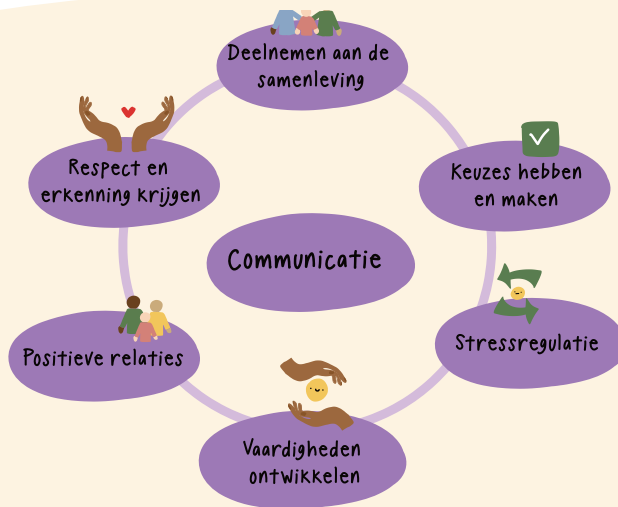 Deelnemen aan de
samenleving
Respect en
erkenning krijgen
Keuzes hebben
en maken
Communicatie
Positieve relaties
Stressregulatie
Vaardigheden
ontwikkelen